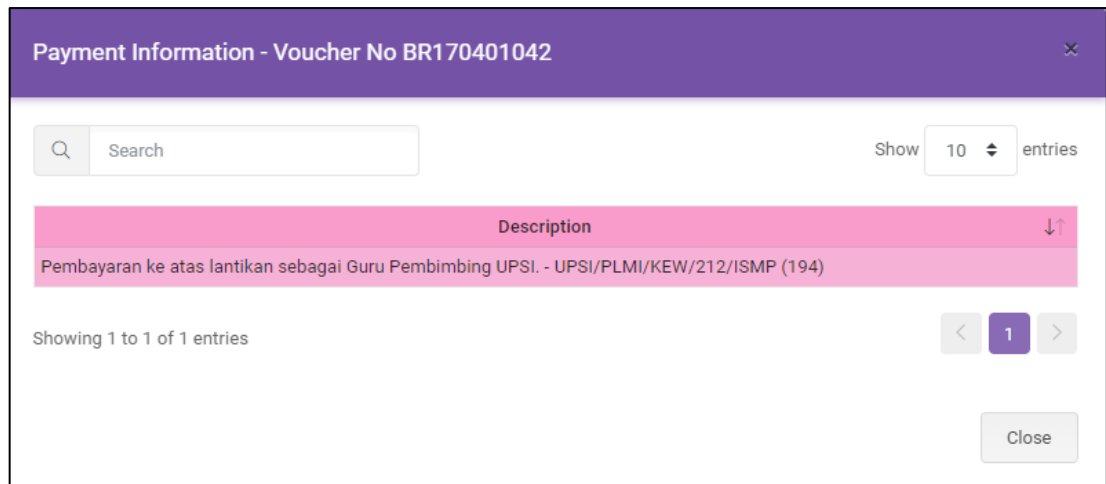 Payment Information - Voucher No BR170401042
×
Search
Show 10 entries
Description
Pembayaran ke atas lantikan sebagai Guru Pembimbing UPSI. - UPSI/PLMI/KEW/212/ISMP (194)
Showing 1 to 1 of 1 entries
< 1 >
Close